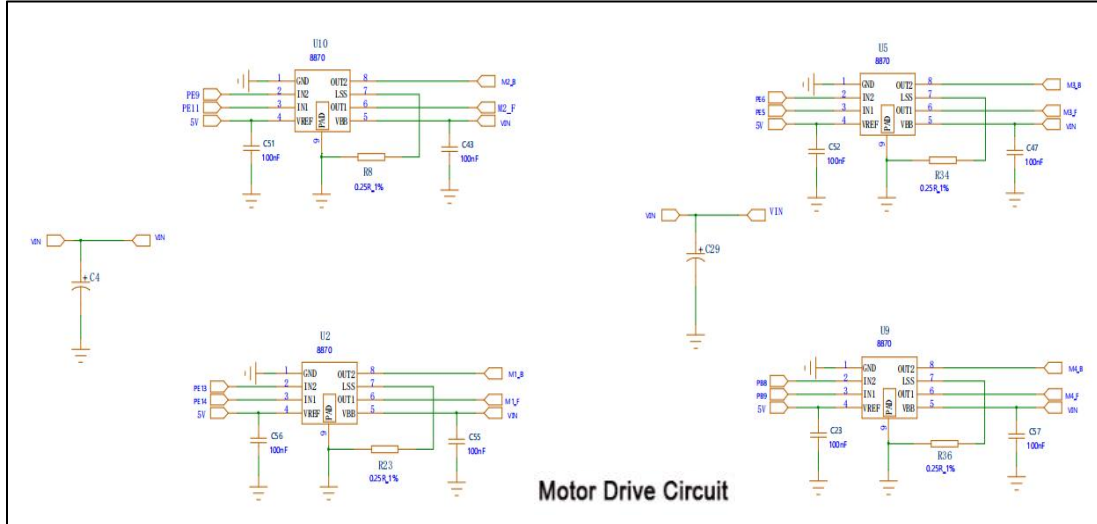 U10
8870
1 GND OUT2 8 M2_B
PE9 2 IN2 LSS 7
PE11 3 IN1 OUT1 6 M2_F
5V 4 VREF VBB 5 VIN
PAD
9
C51
100nF
C43
100nF
R8
0.25R_1%
U5
8870
1 GND OUT2 8 M3_B
PE6 2 IN2 LSS 7
PE5 3 IN1 OUT1 6 M3_F
5V 4 VREF VBB 5 VIN
PAD
9
C52
100nF
C47
100nF
R34
0.25R_1%
VIN VIN
+C4
VIN VIN
+C29
U2
8870
1 GND OUT2 8 M1_B
PE13 2 IN2 LSS 7
PE14 3 IN1 OUT1 6 M1_F
5V 4 VREF VBB 5 VIN
PAD
9
C56
100nF
C55
100nF
R23
0.25R_1%
U9
8870
1 GND OUT2 8 M4_B
PB8 2 IN2 LSS 7
PB9 3 IN1 OUT1 6 M4_F
5V 4 VREF VBB 5 VIN
PAD
9
C23
100nF
C57
100nF
R36
0.25R_1%
Motor Drive Circuit